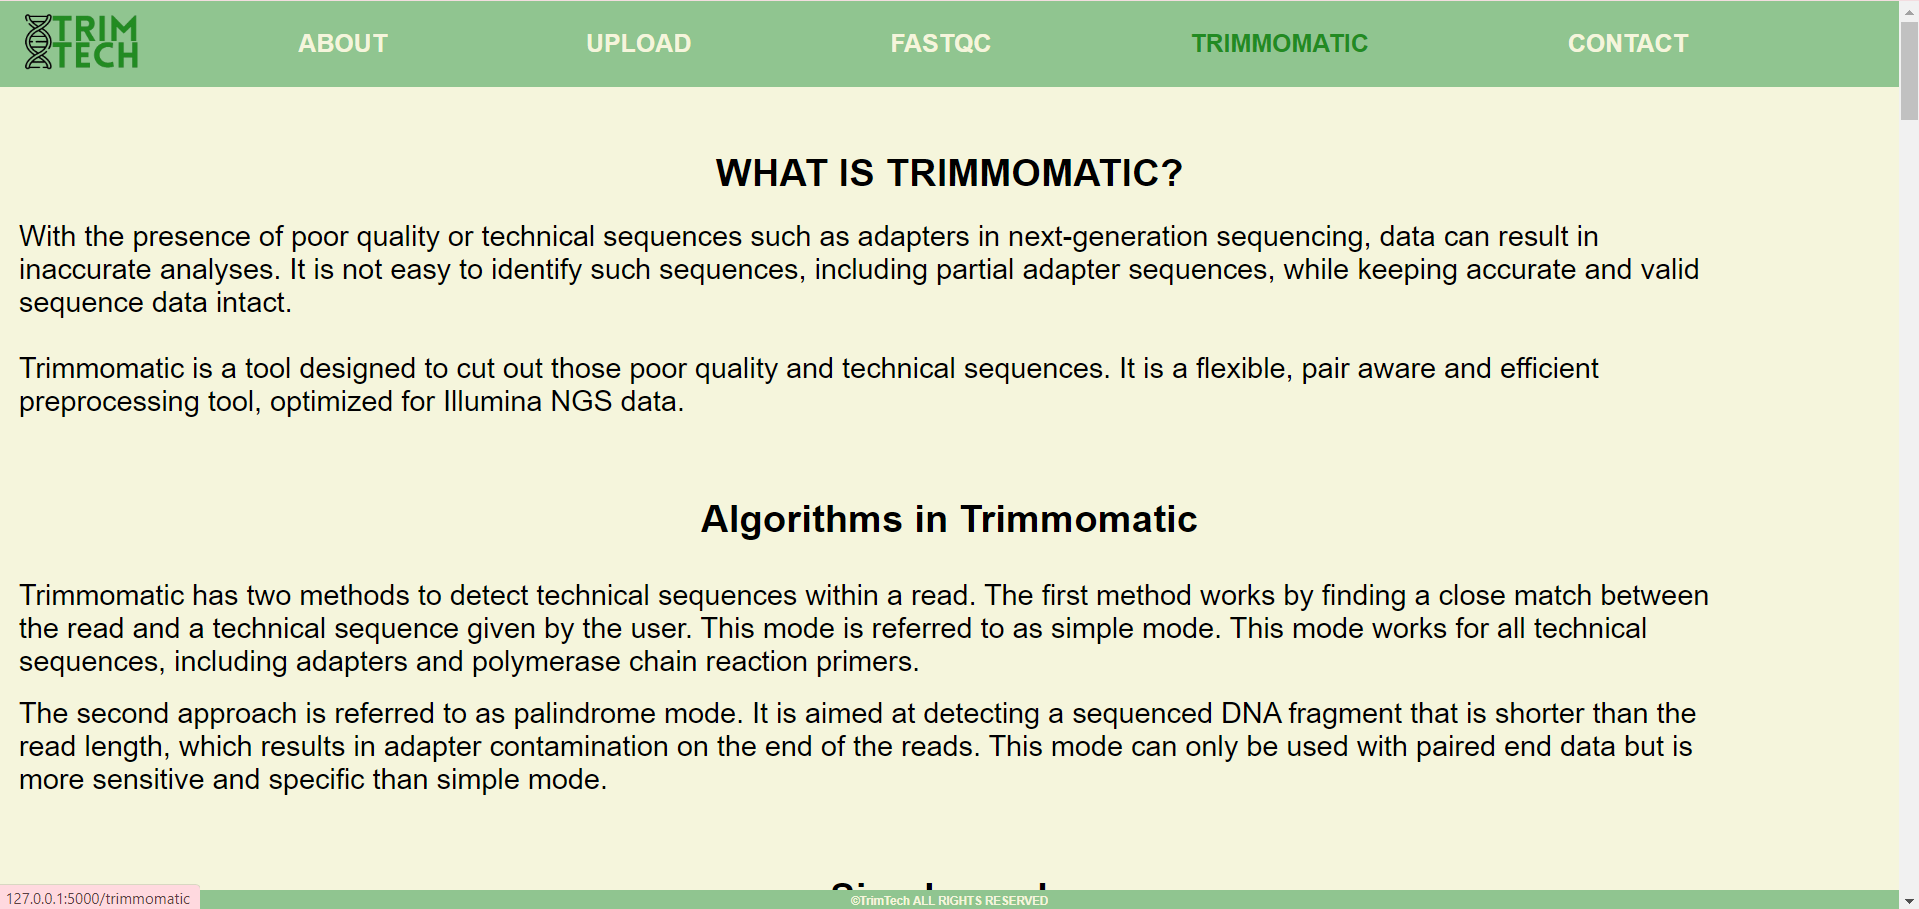 TRIM
TECH
ABOUT UPLOAD FASTQC TRIMMOMATIC CONTACT
WHAT IS TRIMMOMATIC?
With the presence of poor quality or technical sequences such as adapters in next-generation sequencing, data can result in
inaccurate analyses. It is not easy to identify such sequences, including partial adapter sequences, while keeping accurate and valid
sequence data intact.
Trimmomatic is a tool designed to cut out those poor quality and technical sequences. It is a flexible, pair aware and efficient
preprocessing tool, optimized for Illumina NGS data.
Algorithms in Trimmomatic
Trimmomatic has two methods to detect technical sequences within a read. The first method works by finding a close match between
the read and a technical sequence given by the user. This mode is referred to as simple mode. This mode works for all technical
sequences, including adapters and polymerase chain reaction primers.
The second approach is referred to as palindrome mode. It is aimed at detecting a sequenced DNA fragment that is shorter than the
read length, which results in adapter contamination on the end of the reads. This mode can only be used with paired end data but is
more sensitive and specific than simple mode.
127.0.0.1:5000/trimmomatic
©TrimTech ALL RIGHTS RESERVED